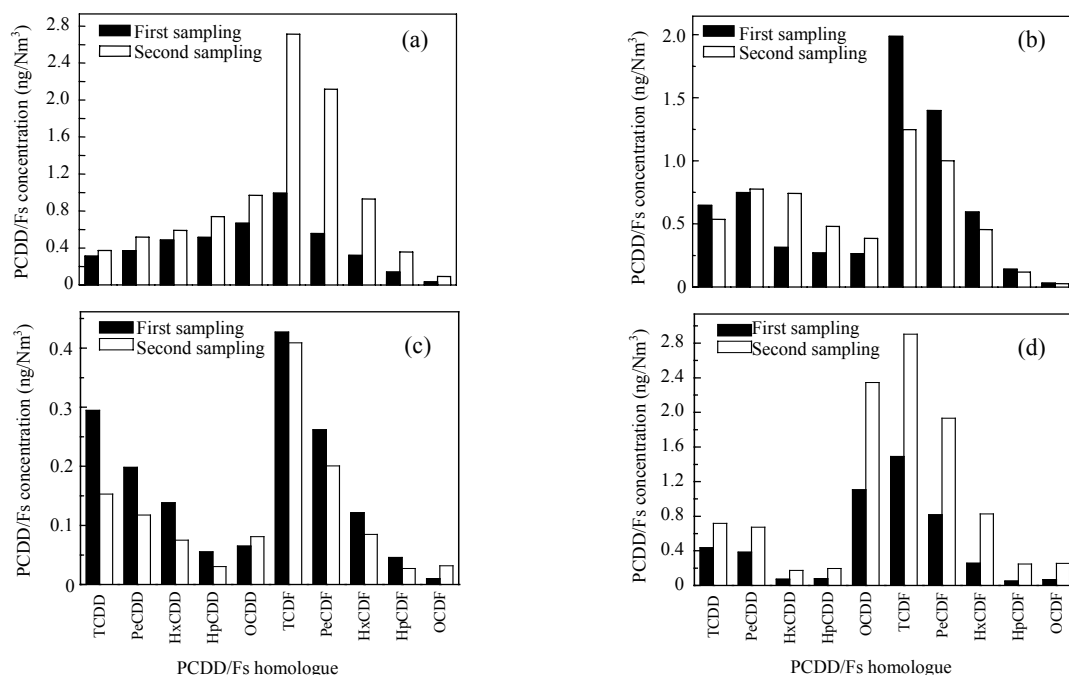 2.8
2.4
2.0
1.6
1.2
0.8
0.4
0
PCDD/Fs concentration (ng/Nm³)
First sampling
Second sampling
(a)
2.0
1.5
1.0
0.5
0
PCDD/Fs concentration (ng/Nm³)
First sampling
Second sampling
(b)
0.4
0.3
0.2
0.1
0
PCDD/Fs concentration (ng/Nm³)
First sampling
Second sampling
(c)
TCDD
PeCDD
HxCDD
HpCDD
OCDD
TCDF
PeCDF
HxCDF
HpCDF
OCDF
PCDD/Fs homologue
2.8
2.4
2.0
1.6
1.2
0.8
0.4
0
PCDD/Fs concentration (ng/Nm³)
First sampling
Second sampling
(d)
TCDD
PeCDD
HxCDD
HpCDD
OCDD
TCDF
PeCDF
HxCDF
HpCDF
OCDF
PCDD/Fs homologue